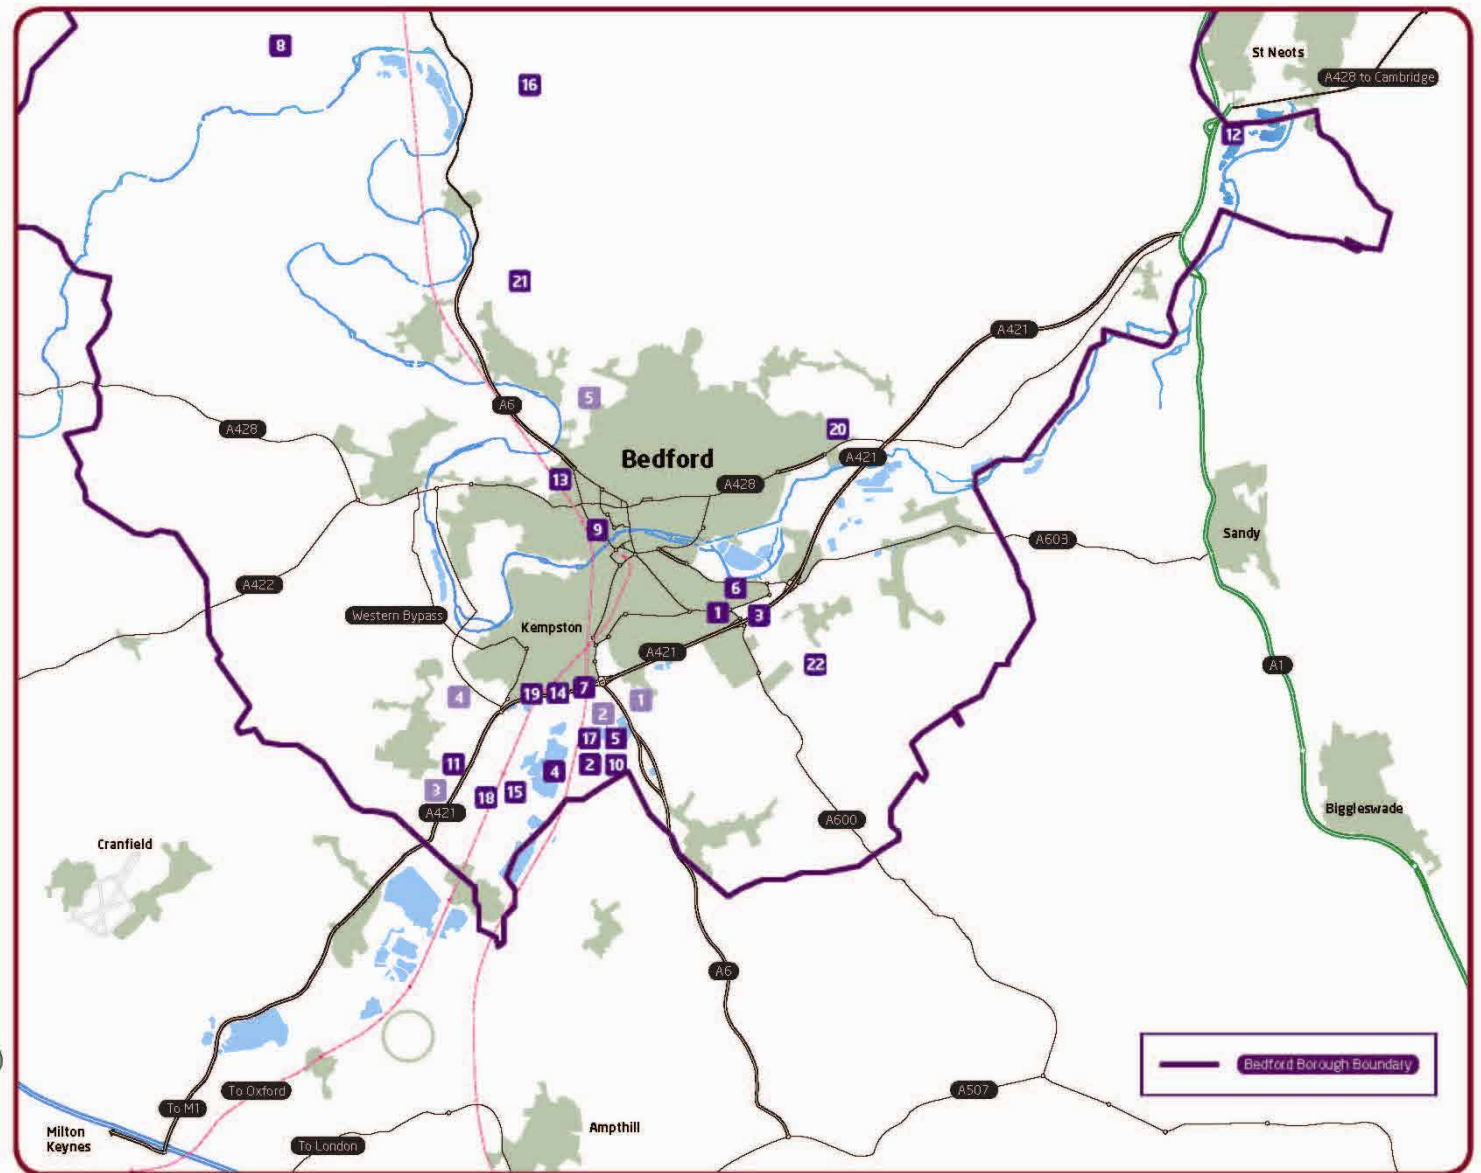 8
St Neots
A428 to Cambridge
16
12
21
A421
A6
5
A428
20
Bedford
A421
13
A428
9
Sandy
A603
A422
6
Western Bypass
1
3
Kempston
A421
22
A1
4
19
14
7
1
2
17
5
11
4
2
10
3
18
15
A421
A600
Biggleswade
Cranfield
A6
Bedford Borough Boundary
To Oxford
A507
To M1
Milton
Keynes
To London
Ampthill